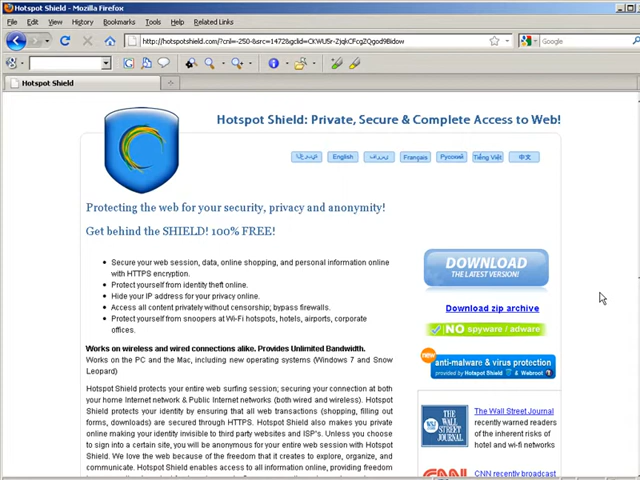 Hotspot Shield - Mozilla Firefox
File Edit View History Bookmarks Tools Help Related Links
Google
Hotspot Shield
Hotspot Shield: Private, Secure & Complete Access to Web!
English Français Русский Tiếng Việt 中文
Protecting the web for your security, privacy and anonymity!
Get behind the SHIELD! 100% FREE!
Secure your web session, data, online shopping, and personal information online
with HTTPS encryption.
Protect yourself from identity theft online.
Hide your IP address for your privacy online.
Access all content privately without censorship; bypass firewalls.
Protect yourself from snoopers at Wi-Fi hotspots, hotels, airports, corporate
offices.
Works on wireless and wired connections alike. Provides Unlimited Bandwidth.
Works on the PC and the Mac, including new operating systems (Windows 7 and Snow
Leopard)
Hotspot Shield protects your entire web surfing session; securing your connection at both
your home Internet network & Public Internet networks (both wired and wireless). Hotspot
Shield protects your identity by ensuring that all web transactions (shopping, filling out
forms, downloads) are secured through HTTPS. Hotspot Shield also makes you private
online making your identity invisible to third party websites and ISP's. Unless you choose
to sign into a certain site, you will be anonymous for your entire web session with Hotspot
Shield. We love the web because of the freedom that it creates to explore, organize, and
communicate. Hotspot Shield enables access to all information online, providing freedom
DOWNLOAD
THE LATEST VERSION!
Download zip archive
NO spyware / adware
new
anti-malware & virus protection
provided by Hotspot Shield & Webroot
THE
WALL
STREET
JOURNAL
The Wall Street Journal
recently warned readers
of the inherent risks of
hotel and wi-fi networks
CNN
CNN recently broadcast